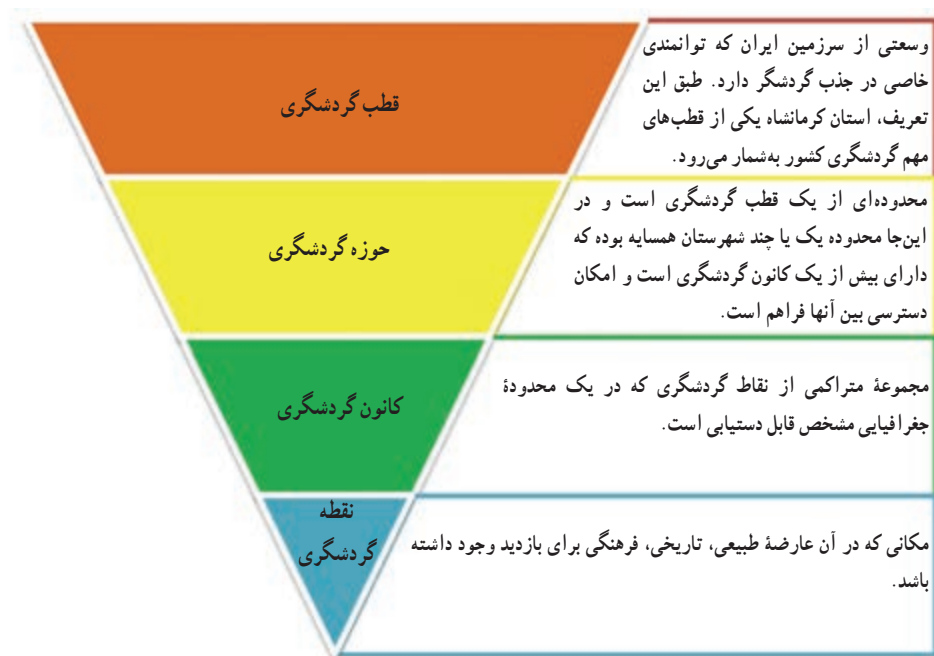 قطب گردشگری
وسعتی از سرزمین ایران که توانمندی
خاصی در جذب گردشگر دارد. طبق این
تعریف، استان کرمانشاه یکی از قطب‌های
مهم گردشگری کشور به‌شمار می‌رود.
حوزه گردشگری
محدوده‌ای از یک قطب گردشگری است و در
این‌جا محدوده یک یا چند شهرستان همسایه بوده که
دارای بیش از یک کانون گردشگری است و امکان
دسترسی بین آنها فراهم است.
کانون گردشگری
مجموعهٔ متراکمی از نقاط گردشگری که در یک محدودهٔ
جغرافیایی مشخص قابل دستیابی است.
نقطه
گردشگری
مکانی که در آن عارضهٔ طبیعی، تاریخی، فرهنگی برای بازدید وجود داشته
باشد.